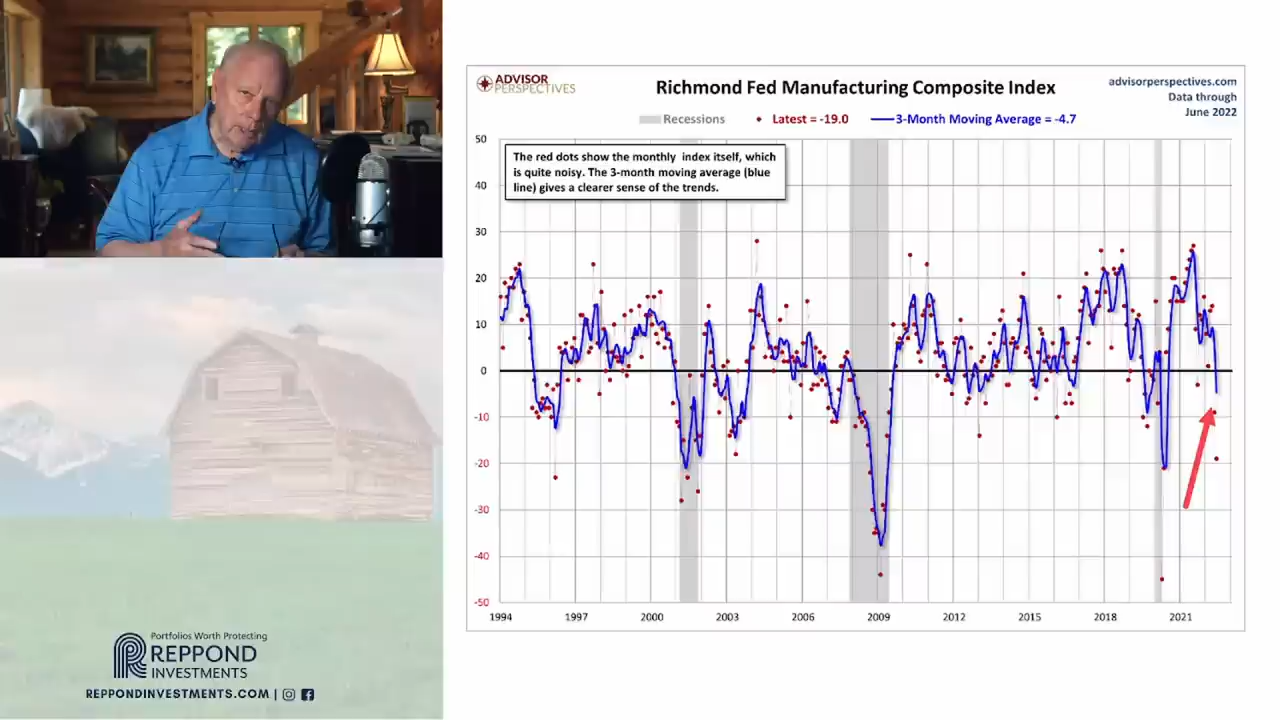 ADVISOR
PERSPECTIVES
Richmond Fed Manufacturing Composite Index
advisorperspectives.com
Data through
June 2022
Recessions
Latest = -19.0
3-Month Moving Average = -4.7
The red dots show the monthly index itself, which
is quite noisy. The 3-month moving average (blue
line) gives a clearer sense of the trends.
50
40
30
20
10
0
-10
-20
-30
-40
-50
1994 1997 2000 2003 2006 2009 2012 2015 2018 2021
Portfolios Worth Protecting
REPPOND
INVESTMENTS
REPPONDINVESTMENTS.COM |